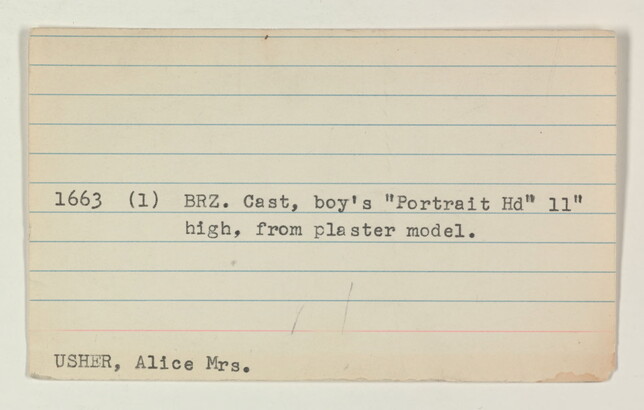 1663 (1) BRZ. Cast, boy's "Portrait Hd" 11"
high, from plaster model.
USHER, Alice Mrs.